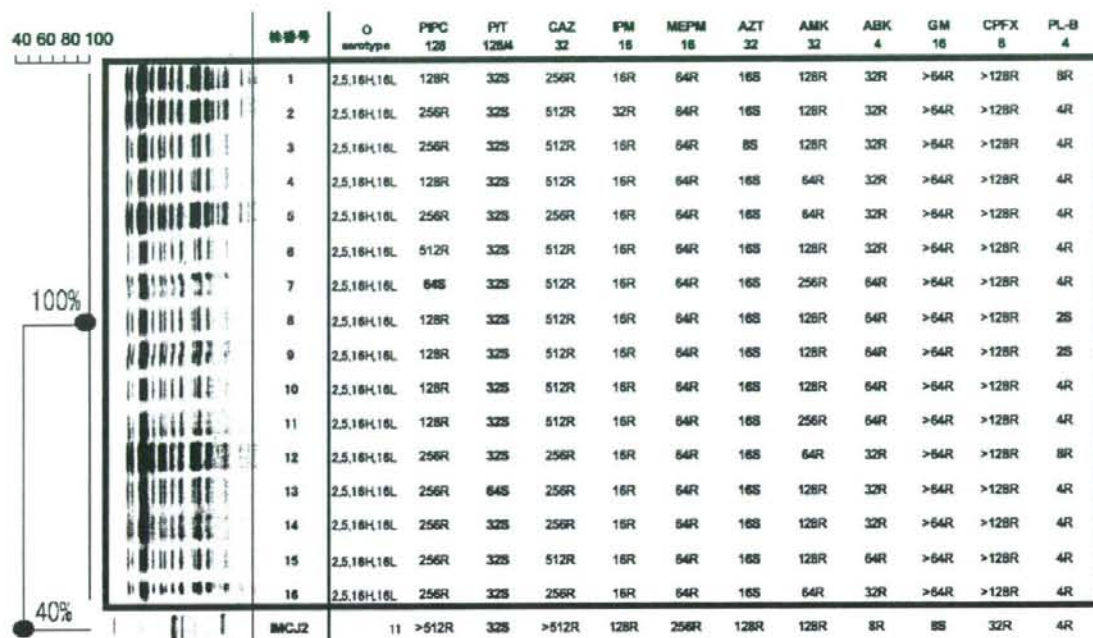 40 60 80 100
株番号 O serotype PIPC 128 P/T 128/4 CAZ 32 IPM 16 MEPM 16 AZT 32 AMK 32 ABK 4 GM 16 CPFX 8 PL-B 4
1 2,5,16H,16L 128R 32S 256R 16R 64R 16S 128R 32R >64R >128R 8R
2 2,5,16H,16L 256R 32S 512R 32R 64R 16S 128R 32R >64R >128R 4R
3 2,5,16H,16L 256R 32S 512R 16R 64R 8S 128R 32R >64R >128R 4R
4 2,5,16H,16L 128R 32S 512R 16R 64R 16S 64R 32R >64R >128R 4R
5 2,5,16H,16L 256R 32S 256R 16R 64R 16S 64R 32R >64R >128R 4R
6 2,5,16H,16L 512R 32S 512R 16R 64R 16S 128R 32R >64R >128R 4R
7 2,5,16H,16L 64S 32S 512R 16R 64R 16S 256R 64R >64R >128R 4R
100%
8 2,5,16H,16L 128R 32S 512R 16R 64R 16S 128R 64R >64R >128R 2S
9 2,5,16H,16L 128R 32S 512R 16R 64R 16S 128R 64R >64R >128R 2S
10 2,5,16H,16L 128R 32S 512R 16R 64R 16S 128R 64R >64R >128R 4R
11 2,5,16H,16L 128R 32S 512R 16R 64R 16S 256R 64R >64R >128R 4R
12 2,5,16H,16L 256R 32S 256R 16R 64R 16S 64R 32R >64R >128R 8R
13 2,5,16H,16L 256R 64S 256R 16R 64R 16S 128R 32R >64R >128R 4R
14 2,5,16H,16L 256R 32S 256R 16R 64R 16S 128R 32R >64R >128R 4R
15 2,5,16H,16L 256R 32S 512R 16R 64R 16S 128R 64R >64R >128R 4R
16 2,5,16H,16L 256R 32S 256R 16R 64R 16S 64R 32R >64R >128R 4R
40%
IMCJ2 11 >512R 32S >512R 128R 256R 128R 128R 8R 8S 32R 4R